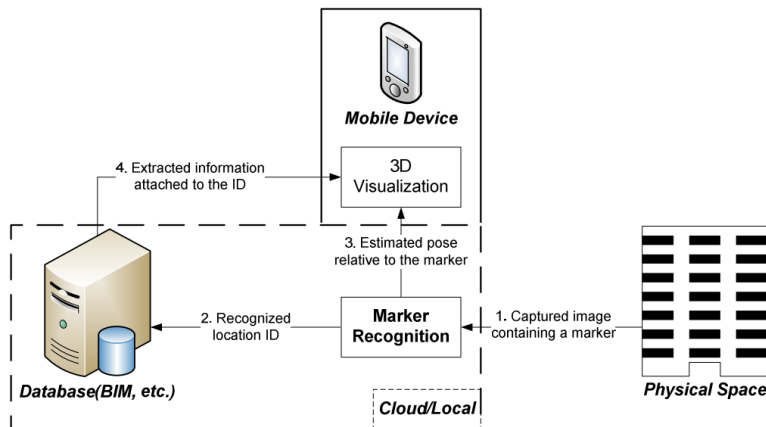 Mobile Device
4. Extracted information
attached to the ID
3D
Visualization
3. Estimated pose
relative to the marker
2. Recognized
location ID
Marker
Recognition
1. Captured image
containing a marker
Database(BIM, etc.)
Cloud/Local
Physical Space